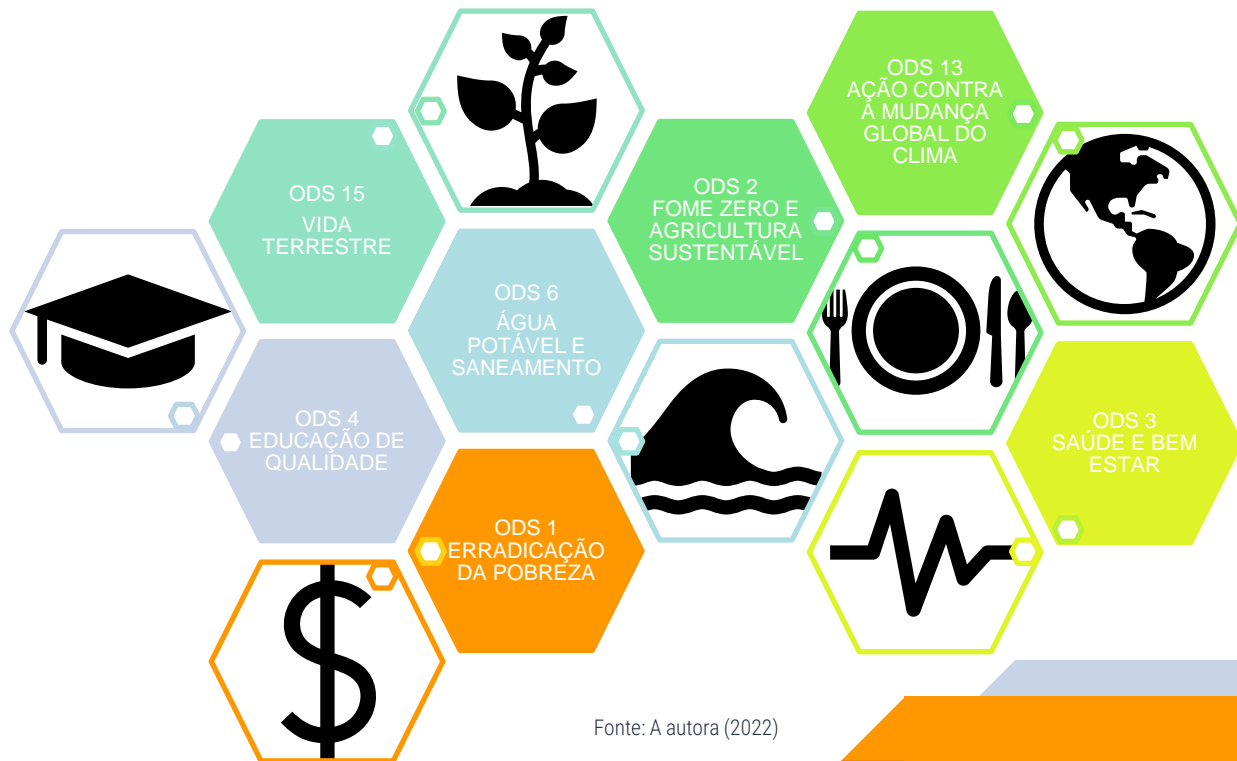 ODS 13
AÇÃO CONTRA
A MUDANÇA
GLOBAL DO
CLIMA
ODS 15
VIDA
TERRESTRE
ODS 2
FOME ZERO E
AGRICULTURA
SUSTENTÁVEL
ODS 6
ÁGUA
POTÁVEL E
SANEAMENTO
ODS 4
EDUCAÇÃO DE
QUALIDADE
ODS 3
SAÚDE E BEM
ESTAR
ODS 1
ERRADICAÇÃO
DA POBREZA
Fonte: A autora (2022)